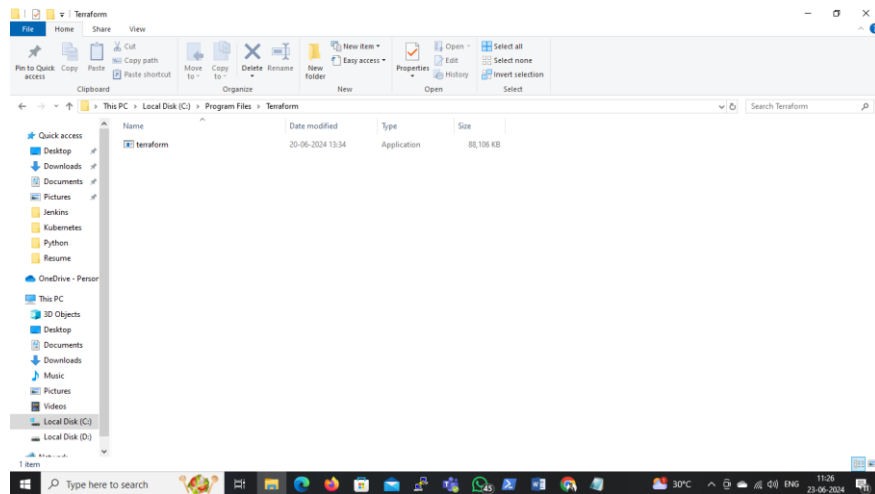 Terraform
File Home Share View
Pin to Quick access
Copy
Paste
Cut
Copy path
Paste shortcut
Clipboard
Move to
Copy to
Delete
Rename
Organize
New folder
New item
Easy access
New
Properties
Open
Edit
History
Open
Select all
Select none
Invert selection
Select
This PC > Local Disk (C:) > Program Files > Terraform
Search Terraform
Name Date modified Type Size
terraform 20-06-2024 13:34 Application 88,106 KB
Quick access
Desktop
Downloads
Documents
Pictures
Jenkins
Kubernetes
Python
Resume
OneDrive - Person
This PC
3D Objects
Desktop
Documents
Downloads
Music
Pictures
Videos
Local Disk (C:)
Local Disk (D:)
1 item
Type here to search
45
30°C
ENG
11:26
23-06-2024